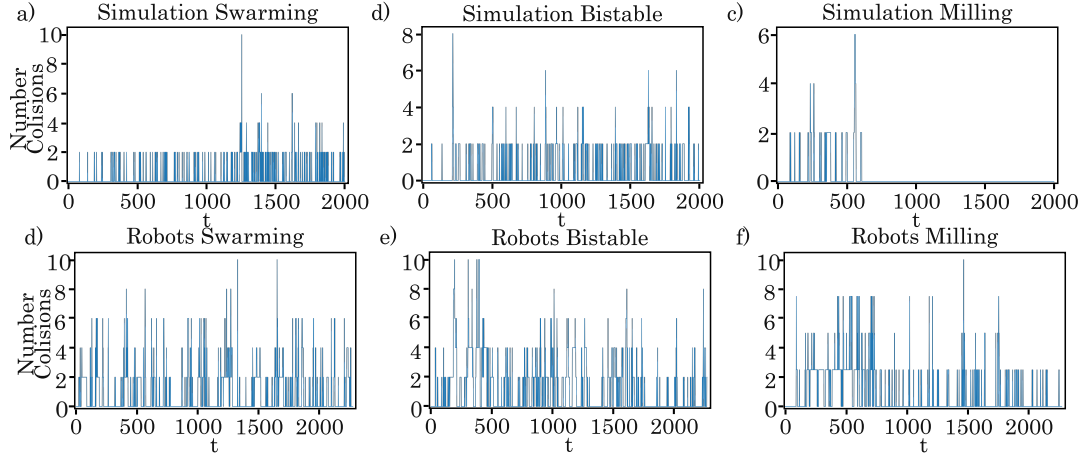 a) Simulation Swarming
d) Simulation Bistable
c) Simulation Milling
Number
Colisions
10
8
6
4
2
0
0 500 1000 1500 2000
t
8
6
4
2
0
0 500 1000 1500 2000
t
6
4
2
0
0 500 1000 1500 2000
t
d) Robots Swarming
e) Robots Bistable
f) Robots Milling
Number
Colisions
10
8
6
4
2
0
0 500 1000 1500 2000
t
10
8
6
4
2
0
0 500 1000 1500 2000
t
10
8
6
4
2
0
0 500 1000 1500 2000
t